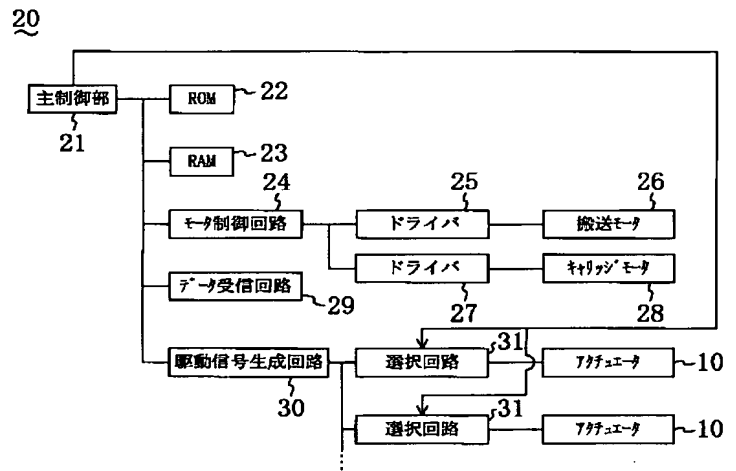 20
主制御部
21
ROM
22
RAM
23
モータ制御回路
24
ドライバ
25
搬送モータ
26
ドライバ
27
キャリッジモータ
28
データ受信回路
29
駆動信号生成回路
30
選択回路
31
アクチュエータ
10
選択回路
31
アクチュエータ
10